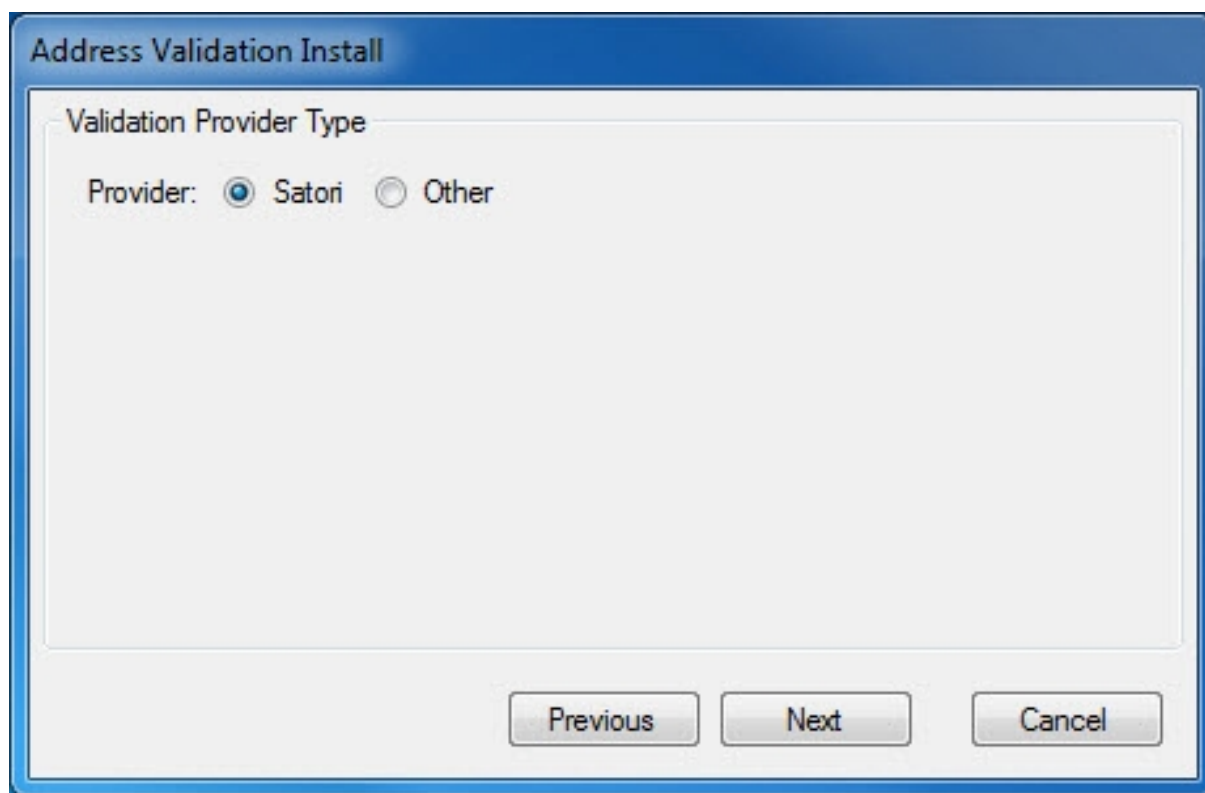 Address Validation Install
Validation Provider Type
Provider: Satori Other
Previous Next Cancel